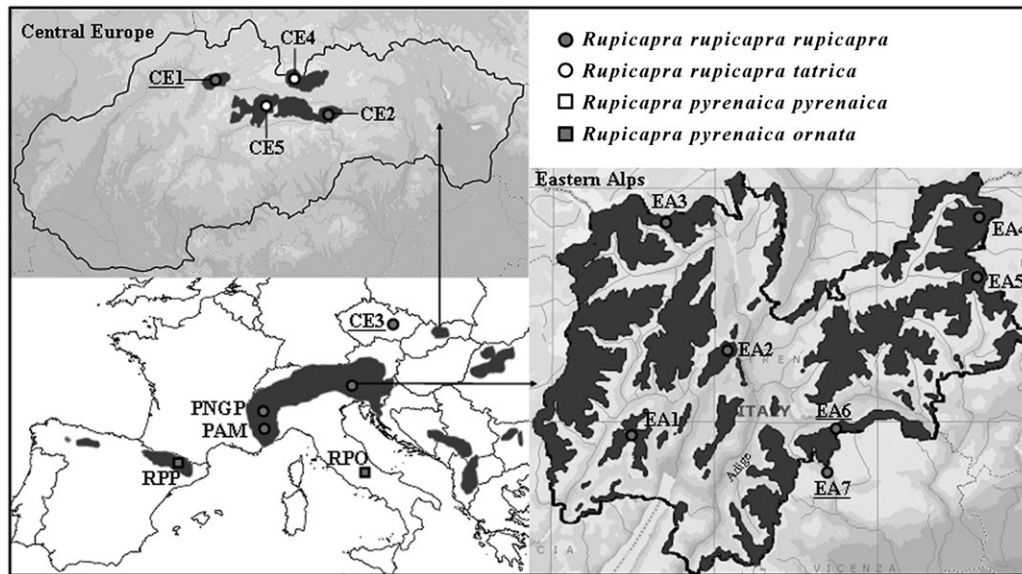 Central Europe
CE4
CE1
CE2
CE5
Rupicapra rupicapra rupicapra
Rupicapra rupicapra tatrica
Rupicapra pyrenaica pyrenaica
Rupicapra pyrenaica ornata
Eastern Alps
EA3
EA4
EA5
EA2
ITALY
EA1
EA6
Adige
EA7
VICENZA
CE3
PNGP
PAM
RPP
RPO